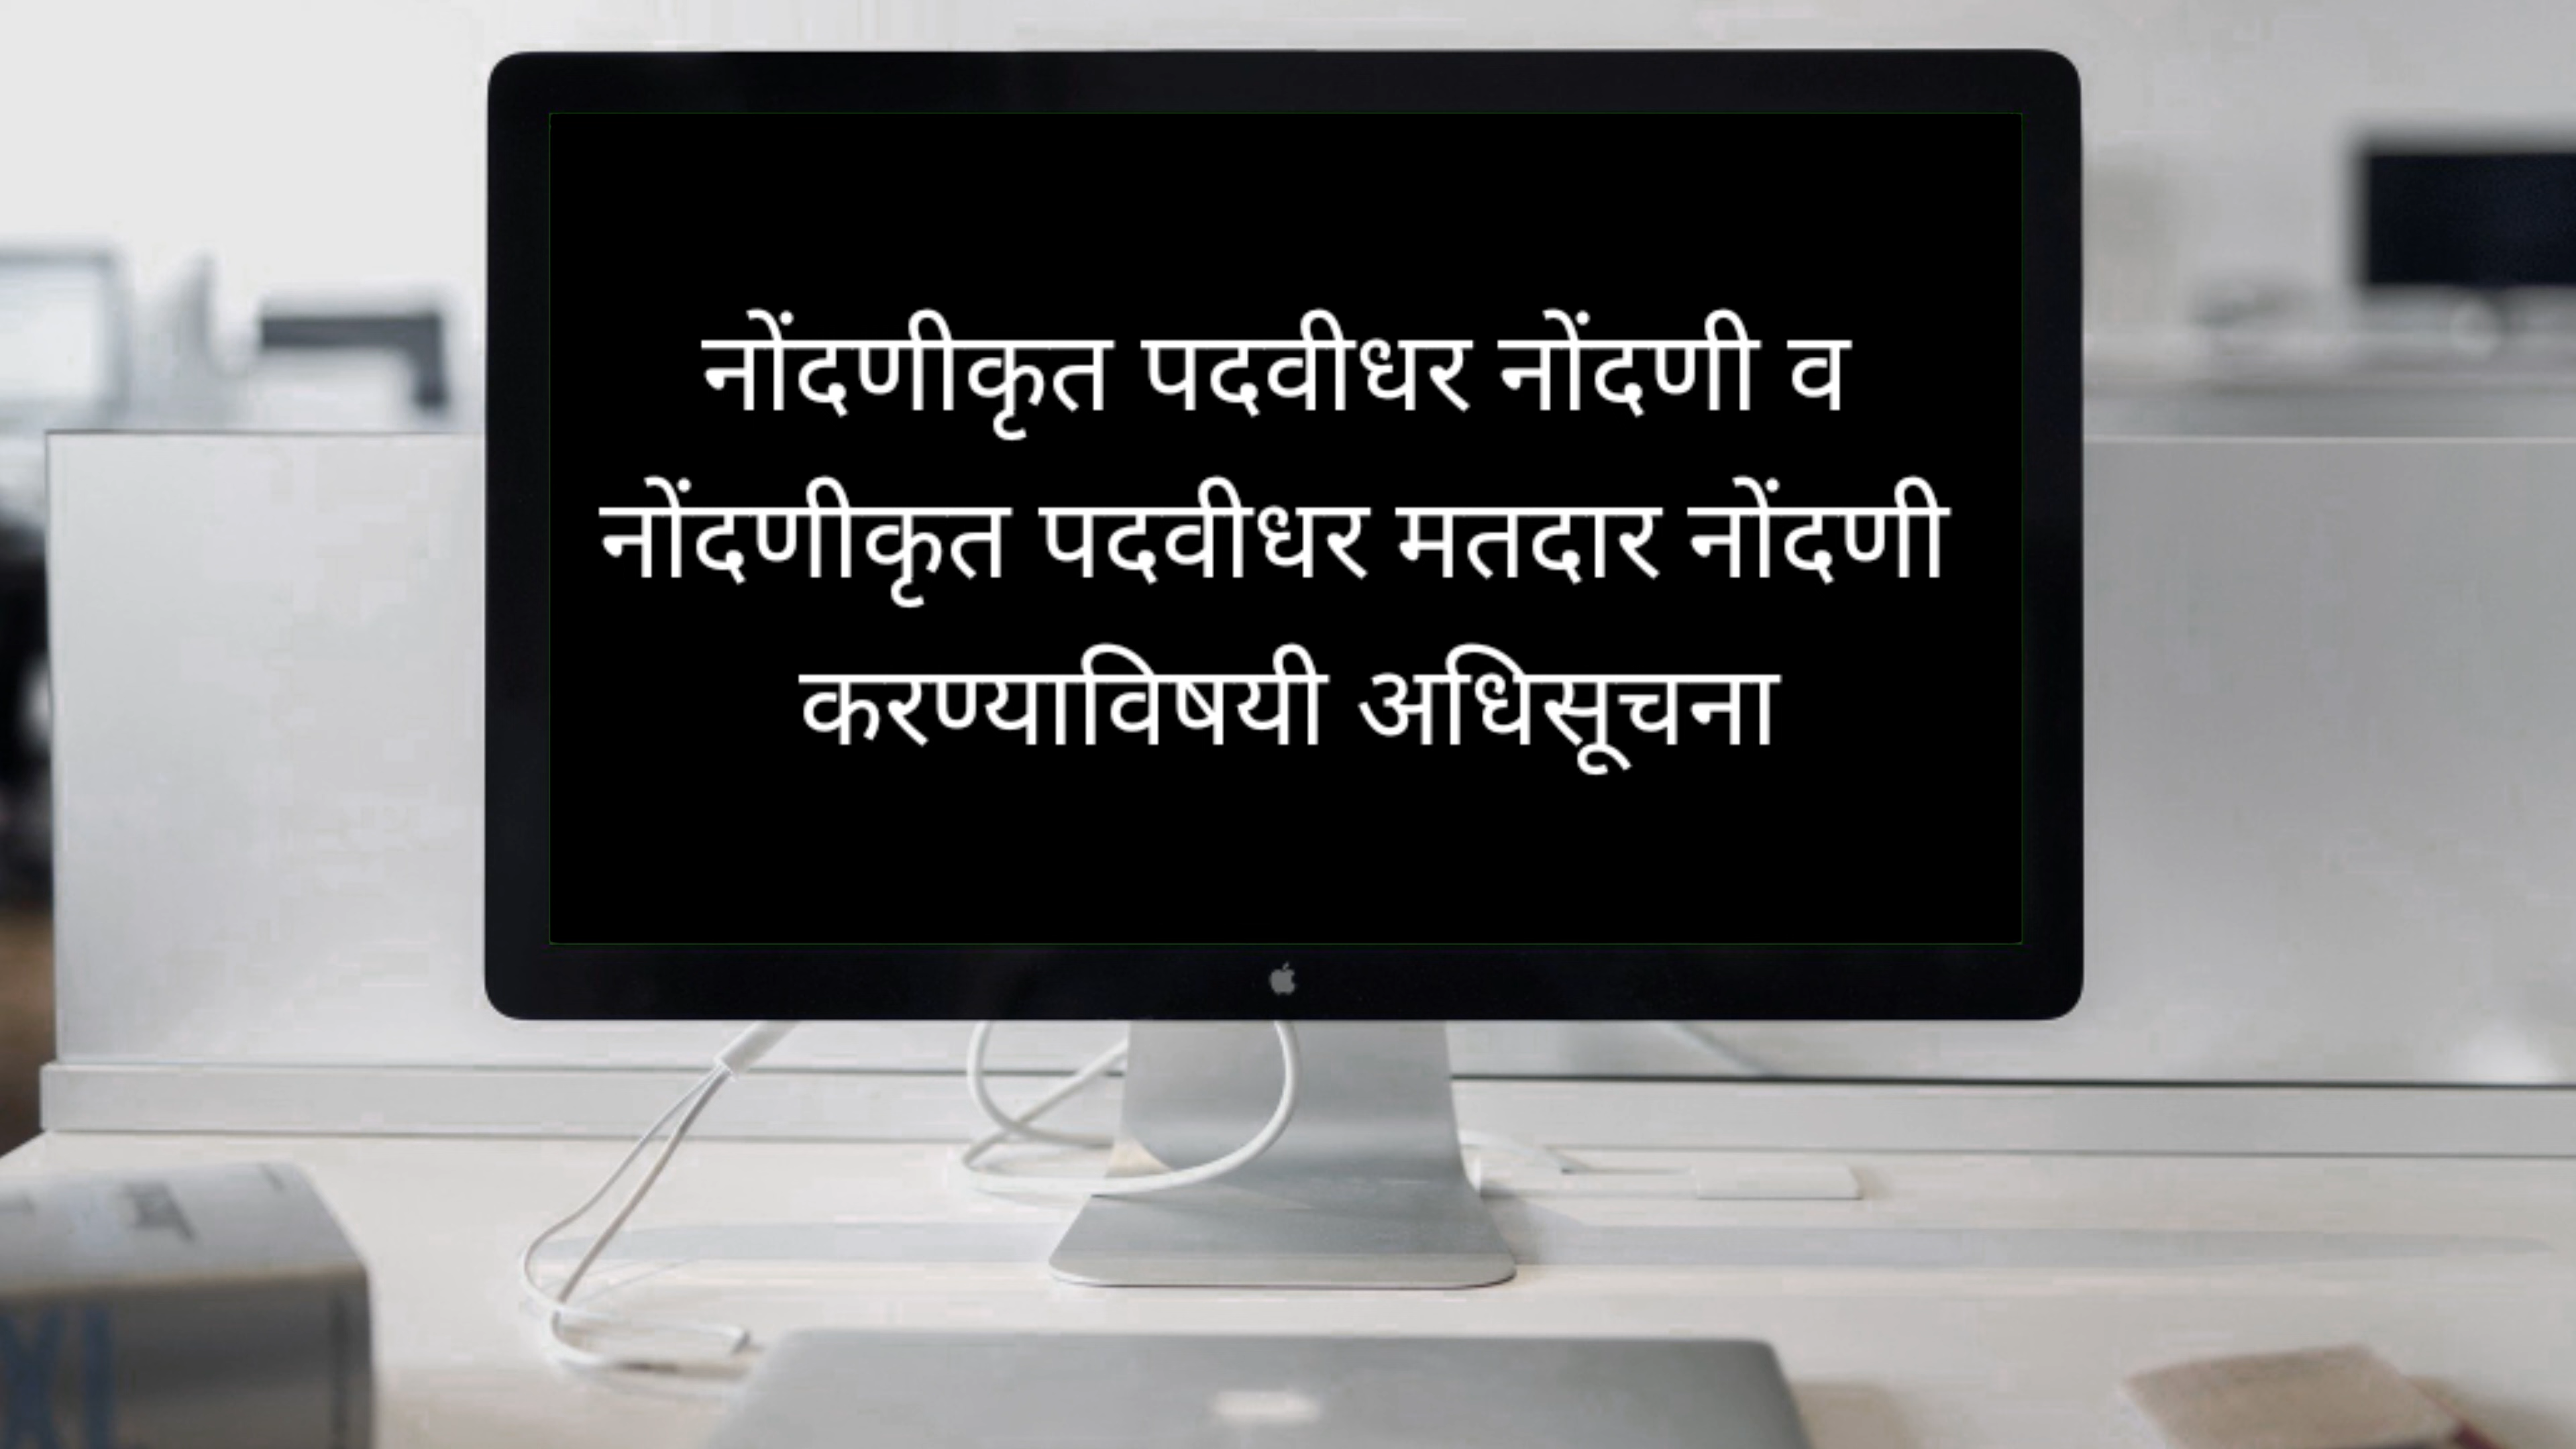 नोंदणीकृत पदवीधर नोंदणी व
नोंदणीकृत पदवीधर मतदार नोंदणी
करण्याविषयी अधिसूचना